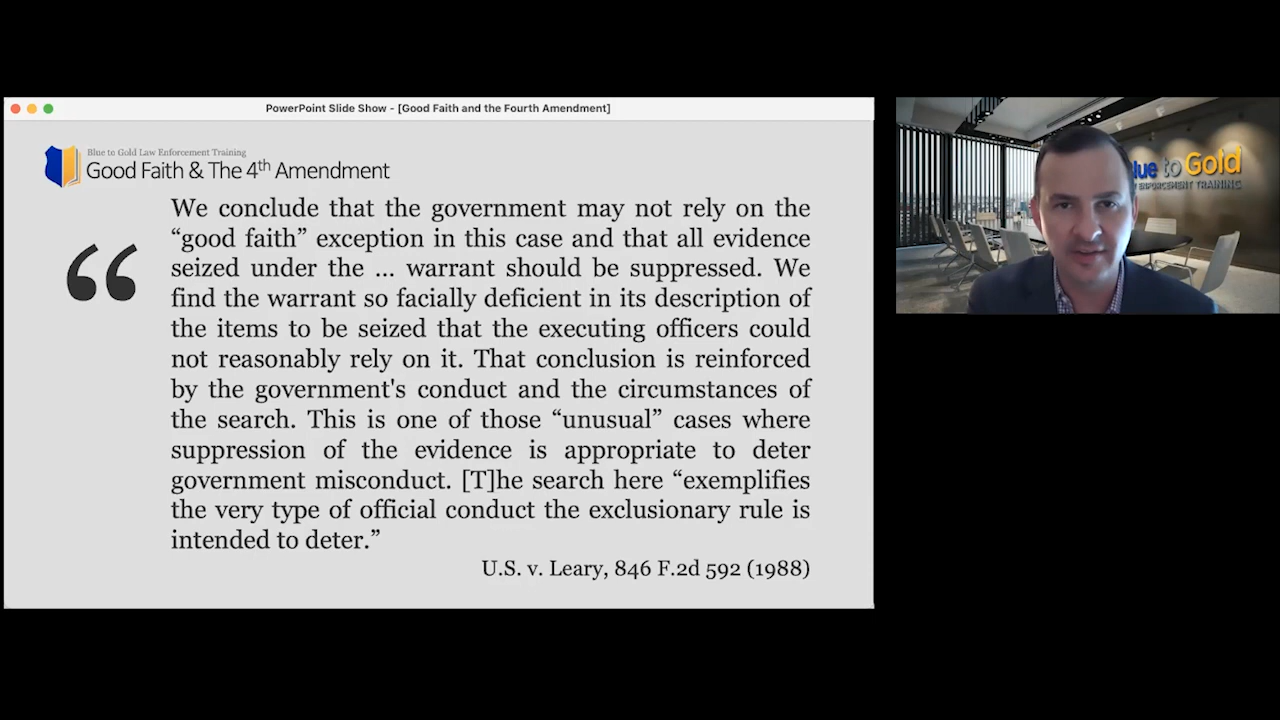 PowerPoint Slide Show - [Good Faith and the Fourth Amendment]
Blue to Gold Law Enforcement Training
Good Faith & The 4th Amendment
“
We conclude that the government may not rely on the
“good faith” exception in this case and that all evidence
seized under the ... warrant should be suppressed. We
find the warrant so facially deficient in its description of
the items to be seized that the executing officers could
not reasonably rely on it. That conclusion is reinforced
by the government's conduct and the circumstances of
the search. This is one of those “unusual” cases where
suppression of the evidence is appropriate to deter
government misconduct. [T]he search here “exemplifies
the very type of official conduct the exclusionary rule is
intended to deter.”
U.S. v. Leary, 846 F.2d 592 (1988)
lue to Gold
ENFORCEMENT TRAINING